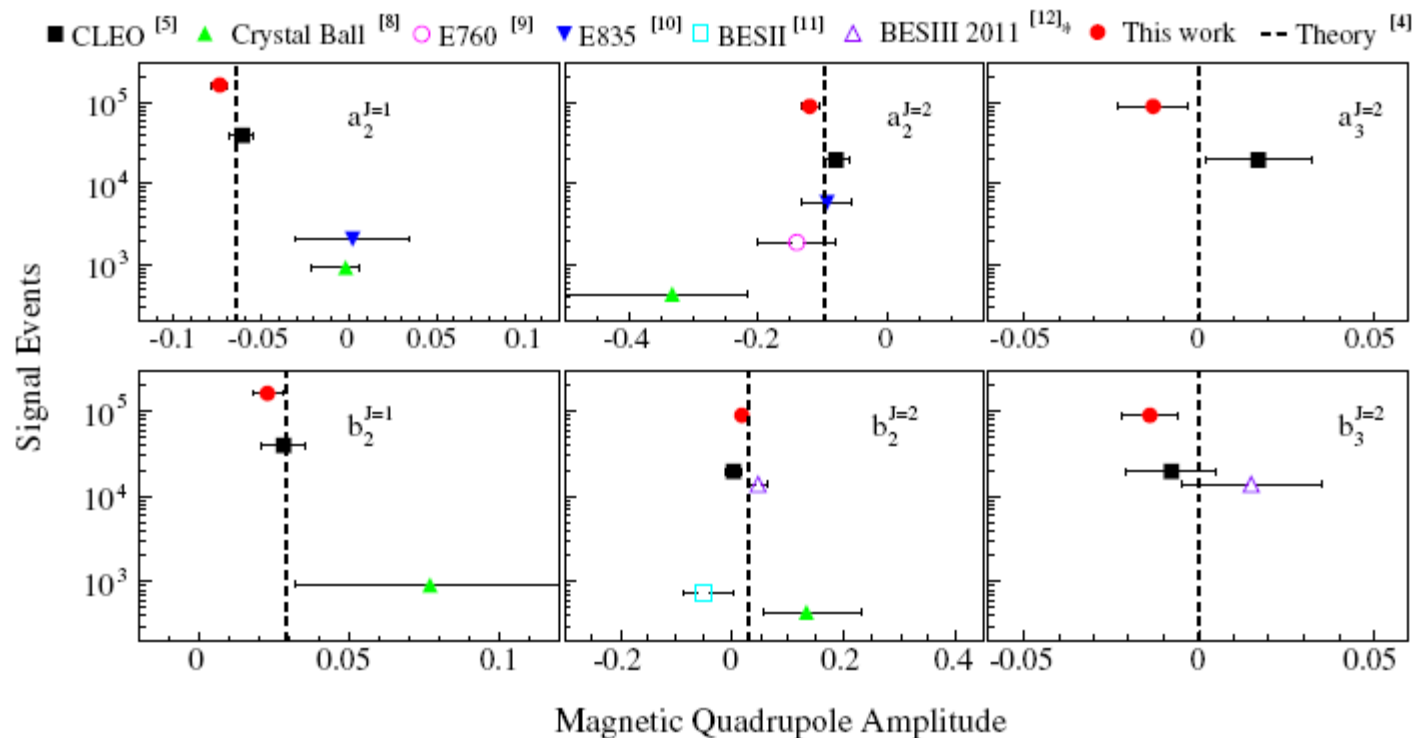 CLEO [5] Crystal Ball [8] E760 [9] E835 [10] BESII [11] BESIII 2011 [12]* This work Theory [4]
10^5 a_2^{J=1} a_2^{J=2} a_3^{J=2}
10^4
10^3
-0.1 -0.05 0 0.05 0.1 -0.4 -0.2 0 -0.05 0 0.05
10^5 b_2^{J=1} b_2^{J=2} b_3^{J=2}
10^4
10^3
0 0.05 0.1 -0.2 0 0.2 0.4 -0.05 0 0.05
Signal Events
Magnetic Quadrupole Amplitude